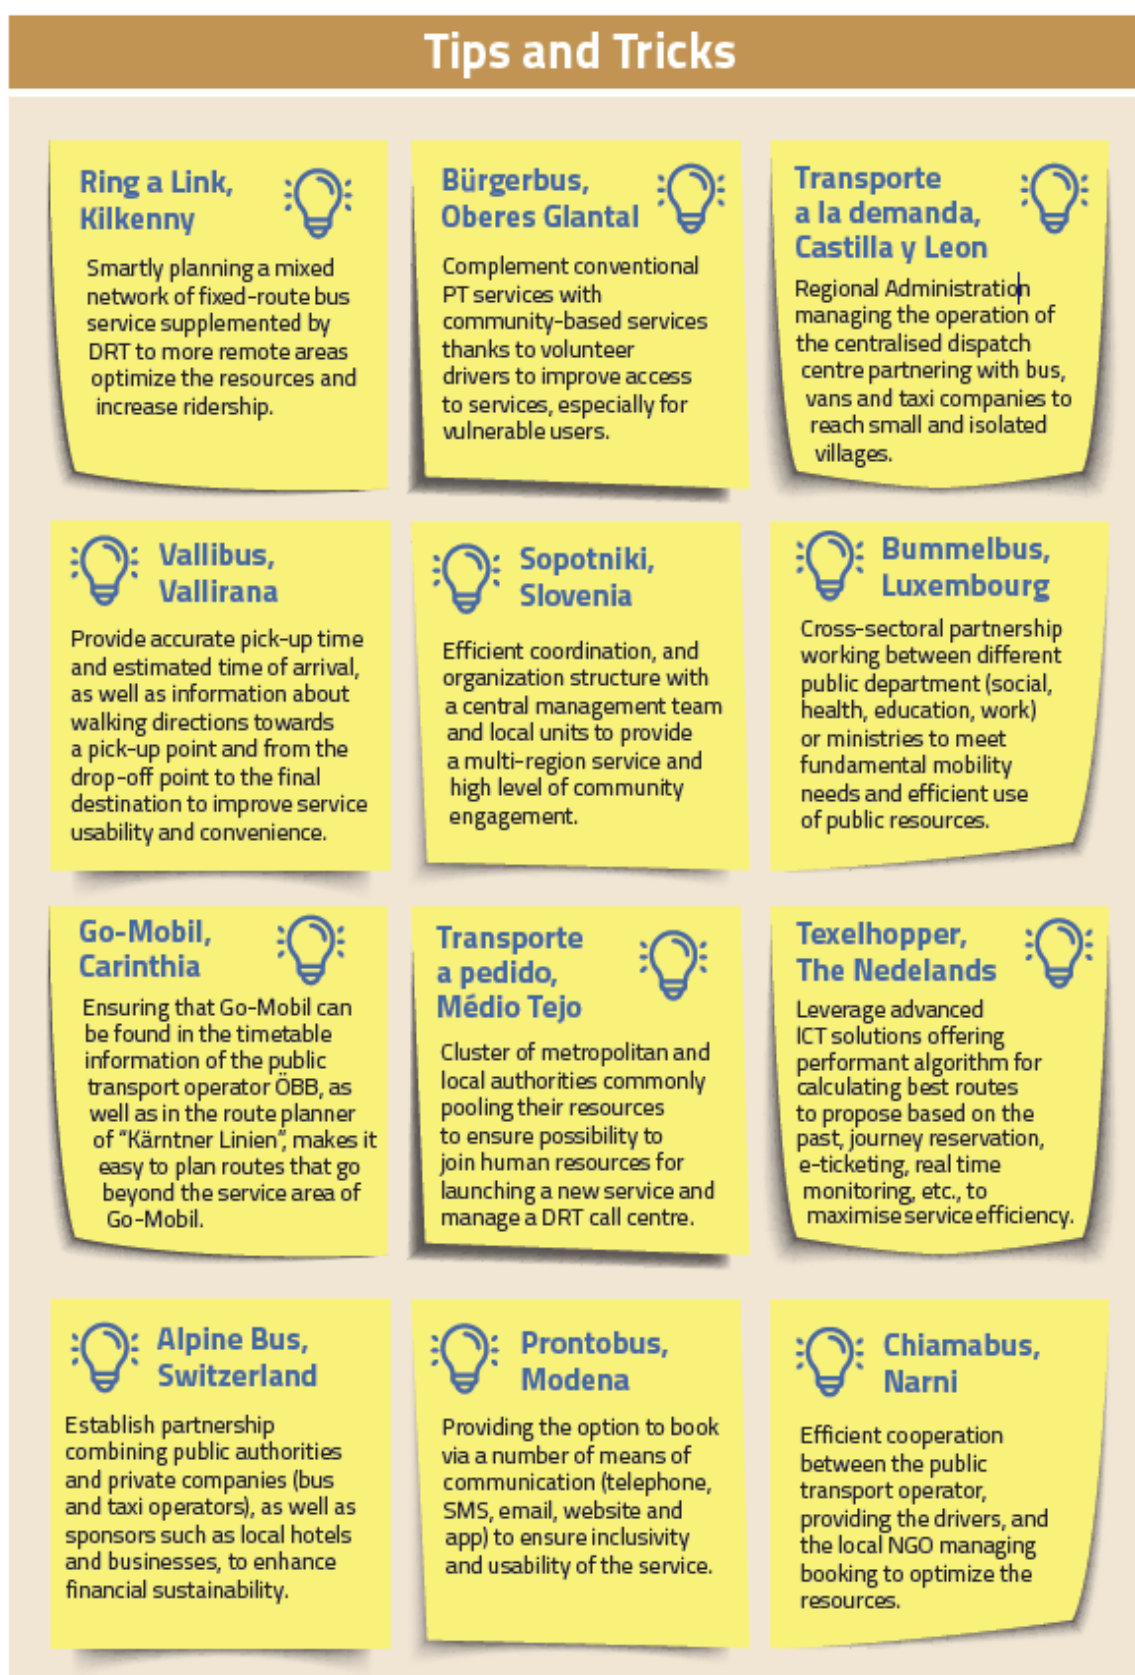 Tips and Tricks
Ring a Link,
Kilkenny
Smartly planning a mixed
network of fixed-route bus
service supplemented by
DRT to more remote areas
optimize the resources and
increase ridership.
Bürgerbus,
Oberes Glantal
Complement conventional
PT services with
community-based services
thanks to volunteer
drivers to improve access
to services, especially for
vulnerable users.
Transporte
a la demanda,
Castilla y Leon
Regional Administration
managing the operation of
the centralised dispatch
centre partnering with bus,
vans and taxi companies to
reach small and isolated
villages.
Vallibus,
Vallirana
Provide accurate pick-up time
and estimated time of arrival,
as well as information about
walking directions towards
a pick-up point and from the
drop-off point to the final
destination to improve service
usability and convenience.
Sopotniki,
Slovenia
Efficient coordination, and
organization structure with
a central management team
and local units to provide
a multi-region service and
high level of community
engagement.
Bummelbus,
Luxembourg
Cross-sectoral partnership
working between different
public department (social,
health, education, work)
or ministries to meet
fundamental mobility
needs and efficient use
of public resources.
Go-Mobil,
Carinthia
Ensuring that Go-Mobil can
be found in the timetable
information of the public
transport operator ÖBB, as
well as in the route planner
of “Kärntner Linien”, makes it
easy to plan routes that go
beyond the service area of
Go-Mobil.
Transporte
a pedido,
Médio Tejo
Cluster of metropolitan and
local authorities commonly
pooling their resources
to ensure possibility to
join human resources for
launching a new service and
manage a DRT call centre.
Texelhopper,
The Nedelands
Leverage advanced
ICT solutions offering
performant algorithm for
calculating best routes
to propose based on the
past, journey reservation,
e-ticketing, real time
monitoring, etc., to
maximise service efficiency.
Alpine Bus,
Switzerland
Establish partnership
combining public authorities
and private companies (bus
and taxi operators), as well as
sponsors such as local hotels
and businesses, to enhance
financial sustainability.
Prontobus,
Modena
Providing the option to book
via a number of means of
communication (telephone,
SMS, email, website and
app) to ensure inclusivity
and usability of the service.
Chiamabus,
Narni
Efficient cooperation
between the public
transport operator,
providing the drivers, and
the local NGO managing
booking to optimize the
resources.